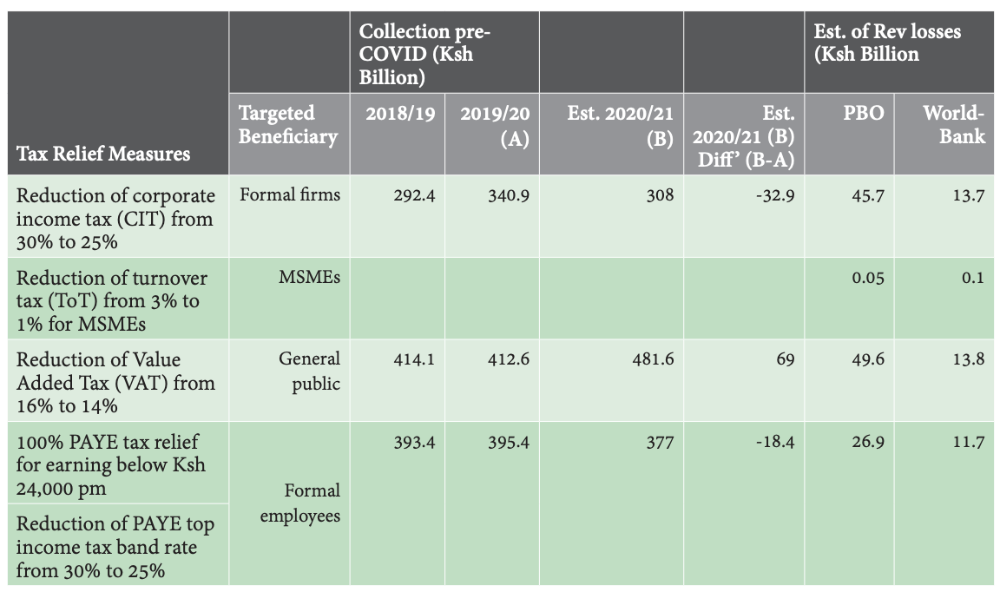 Collection pre-
COVID (Ksh
Billion)
Est. of Rev losses
(Ksh Billion
Tax Relief Measures
Targeted
Beneficiary
2018/19
2019/20
(A)
Est. 2020/21
(B)
Est.
2020/21 (B)
Diff’ (B-A)
PBO
World-
Bank
Reduction of corporate
income tax (CIT) from
30% to 25%
Formal firms
292.4
340.9
308
-32.9
45.7
13.7
Reduction of turnover
tax (ToT) from 3% to
1% for MSMEs
MSMEs
0.05
0.1
Reduction of Value
Added Tax (VAT) from
16% to 14%
General
public
414.1
412.6
481.6
69
49.6
13.8
100% PAYE tax relief
for earning below Ksh
24,000 pm
Formal
employees
393.4
395.4
377
-18.4
26.9
11.7
Reduction of PAYE top
income tax band rate
from 30% to 25%